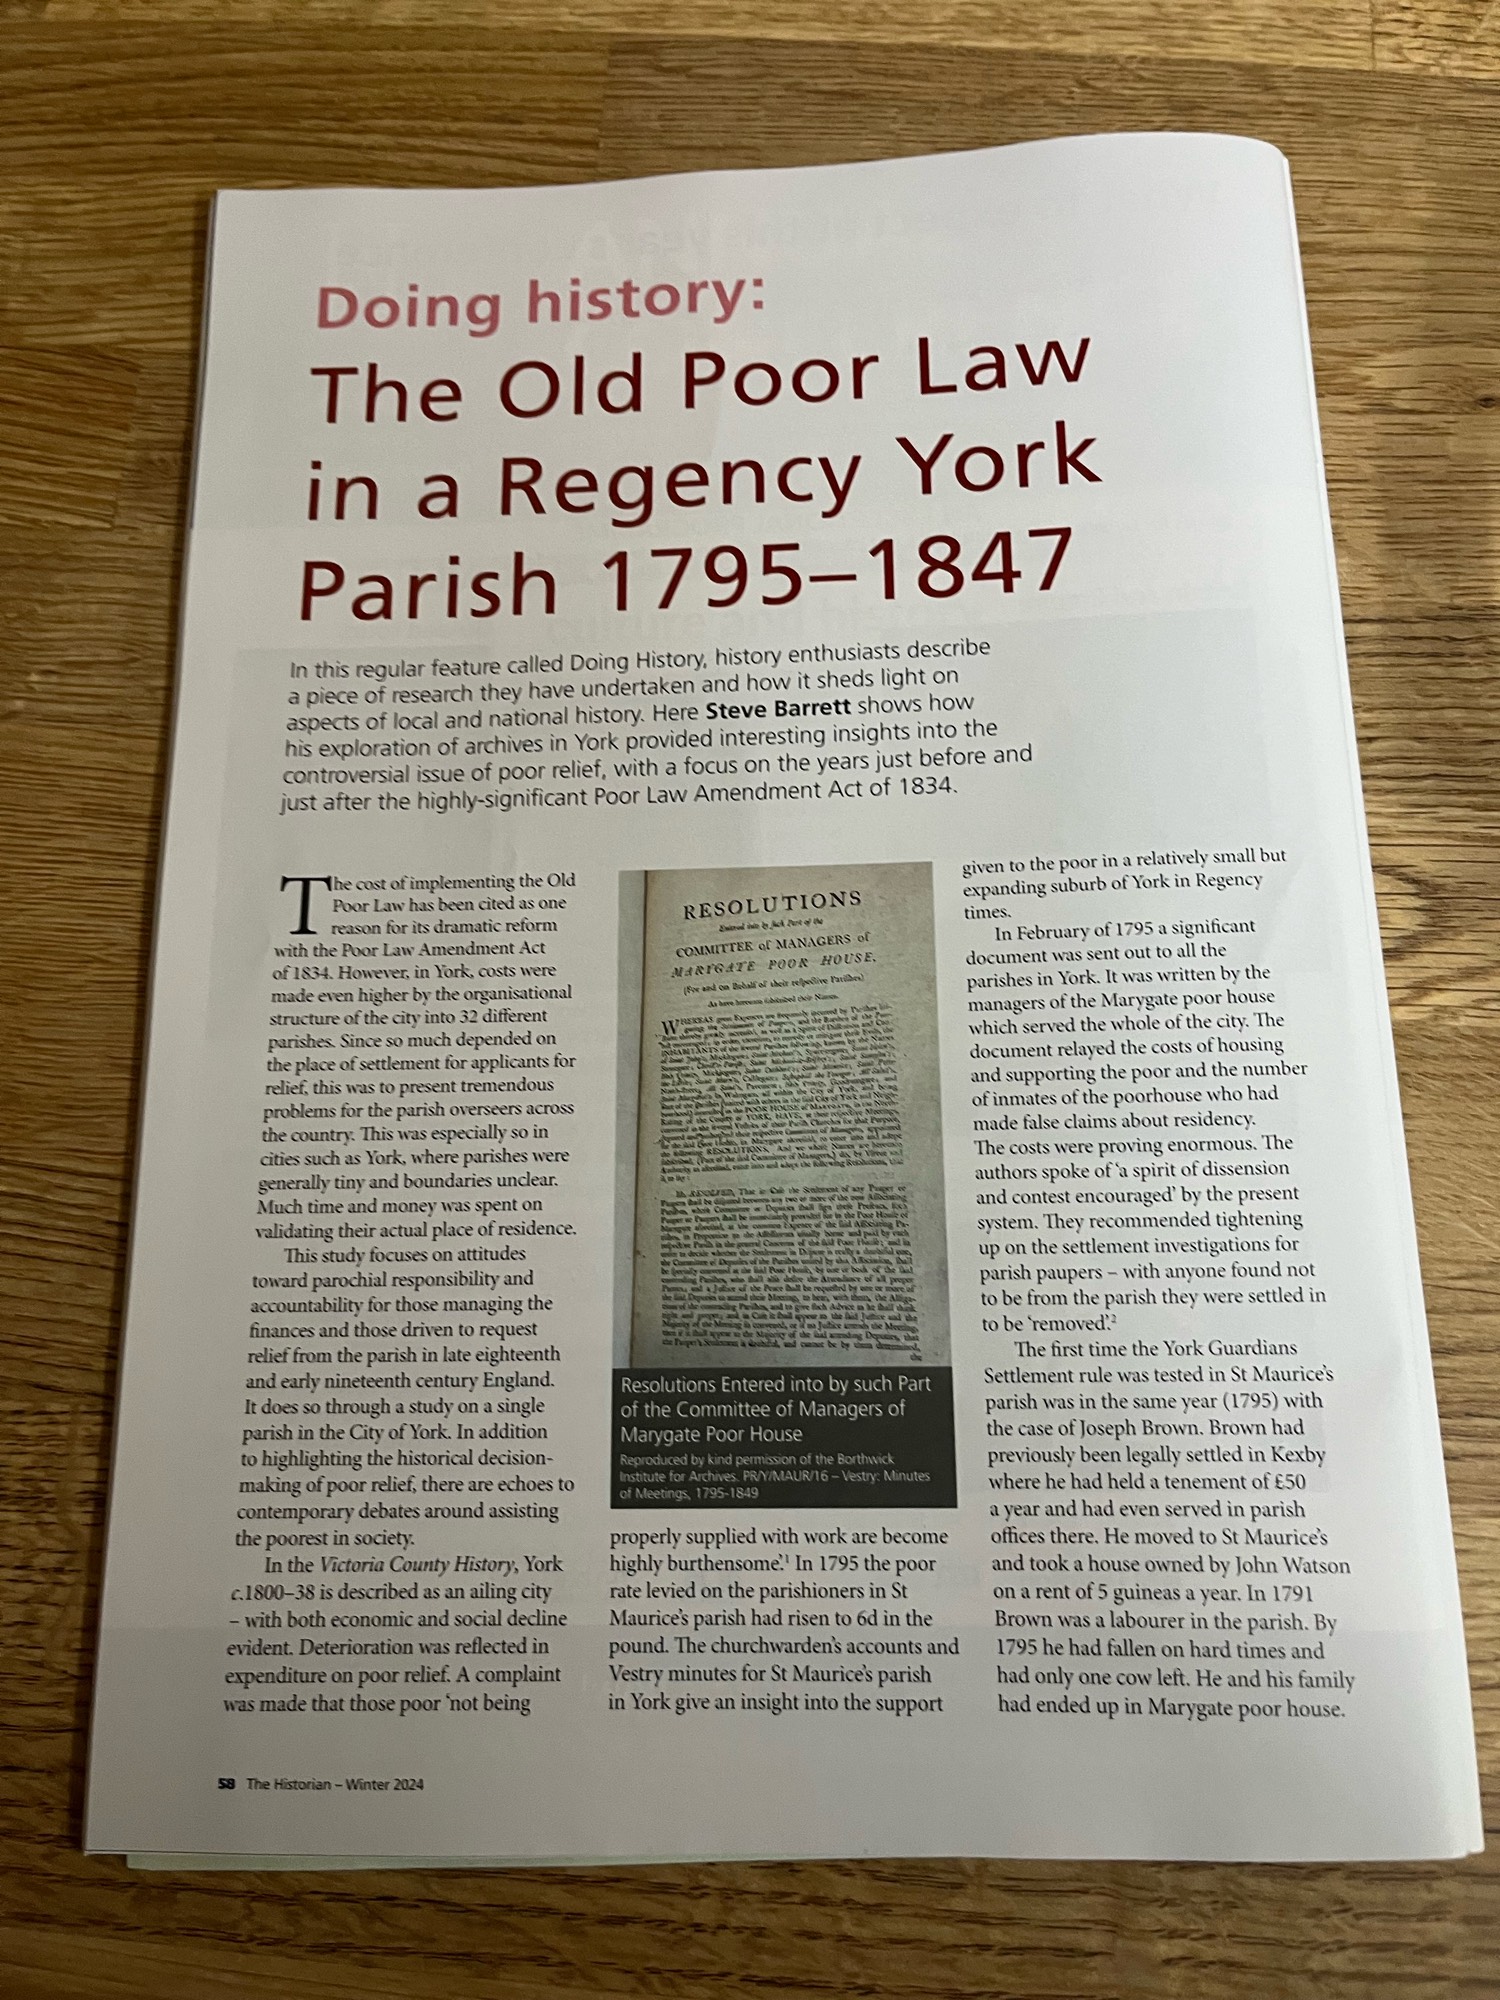 Doing history:
The Old Poor Law
in a Regency York
Parish 1795–1847
In this regular feature called Doing History, history enthusiasts describe
a piece of research they have undertaken and how it sheds light on
aspects of local and national history. Here Steve Barrett shows how
his exploration of archives in York provided interesting insights into the
controversial issue of poor relief, with a focus on the years just before and
just after the highly-significant Poor Law Amendment Act of 1834.
The cost of implementing the Old
Poor Law has been cited as one
reason for its dramatic reform
with the Poor Law Amendment Act
of 1834. However, in York, costs were
made even higher by the organisational
structure of the city into 32 different
parishes. Since so much depended on
the place of settlement for applicants for
relief, this was to present tremendous
problems for the parish overseers across
the country. This was especially so in
cities such as York, where parishes were
generally tiny and boundaries unclear.
Much time and money was spent on
validating their actual place of residence.
This study focuses on attitudes
toward parochial responsibility and
accountability for those managing the
finances and those driven to request
relief from the parish in late eighteenth
and early nineteenth century England.
It does so through a study on a single
parish in the City of York. In addition
to highlighting the historical decision-
making of poor relief, there are echoes to
contemporary debates around assisting
the poorest in society.
In the Victoria County History, York
c.1800–38 is described as an ailing city
– with both economic and social decline
evident. Deterioration was reflected in
expenditure on poor relief. A complaint
was made that those poor ‘not being
RESOLUTIONS
Entered into by such Part of the
COMMITTEE of MANAGERS of
MARYGATE POOR HOUSE,
(For and on Behalf of their respective Parishes)
As have hereunto subscribed their Names.
Resolutions Entered into by such Part
of the Committee of Managers of
Marygate Poor House
Reproduced by kind permission of the Borthwick
Institute for Archives. PR/Y/MAUR/16 – Vestry: Minutes
of Meetings, 1795-1849
properly supplied with work are become
highly burthensome’.1 In 1795 the poor
rate levied on the parishioners in St
Maurice’s parish had risen to 6d in the
pound. The churchwarden’s accounts and
Vestry minutes for St Maurice’s parish
in York give an insight into the support
given to the poor in a relatively small but
expanding suburb of York in Regency
times.
In February of 1795 a significant
document was sent out to all the
parishes in York. It was written by the
managers of the Marygate poor house
which served the whole of the city. The
document relayed the costs of housing
and supporting the poor and the number
of inmates of the poorhouse who had
made false claims about residency.
The costs were proving enormous. The
authors spoke of ‘a spirit of dissension
and contest encouraged’ by the present
system. They recommended tightening
up on the settlement investigations for
parish paupers – with anyone found not
to be from the parish they were settled in
to be ‘removed’.2
The first time the York Guardians
Settlement rule was tested in St Maurice’s
parish was in the same year (1795) with
the case of Joseph Brown. Brown had
previously been legally settled in Kexby
where he had held a tenement of £50
a year and had even served in parish
offices there. He moved to St Maurice’s
and took a house owned by John Watson
on a rent of 5 guineas a year. In 1791
Brown was a labourer in the parish. By
1795 he had fallen on hard times and
had only one cow left. He and his family
had ended up in Marygate poor house.
58 The Historian – Winter 2024